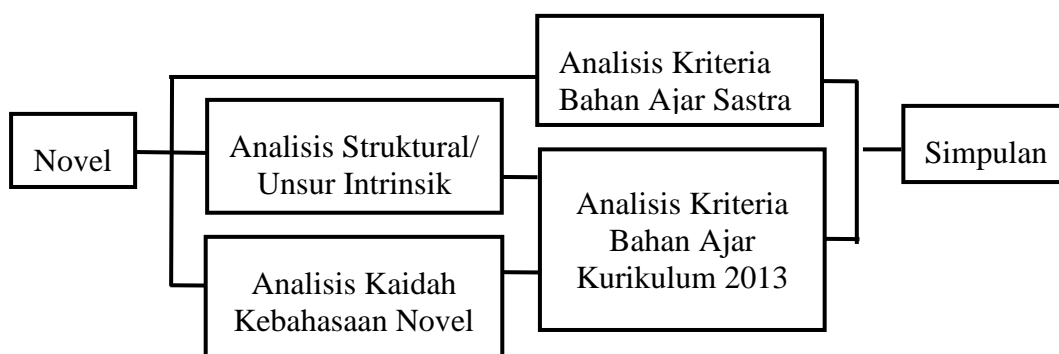 Novel
Analisis Struktural/
Unsur Intrinsik
Analisis Kaidah
Kebahasaan Novel
Analisis Kriteria
Bahan Ajar Sastra
Analisis Kriteria
Bahan Ajar
Kurikulum 2013
Simpulan